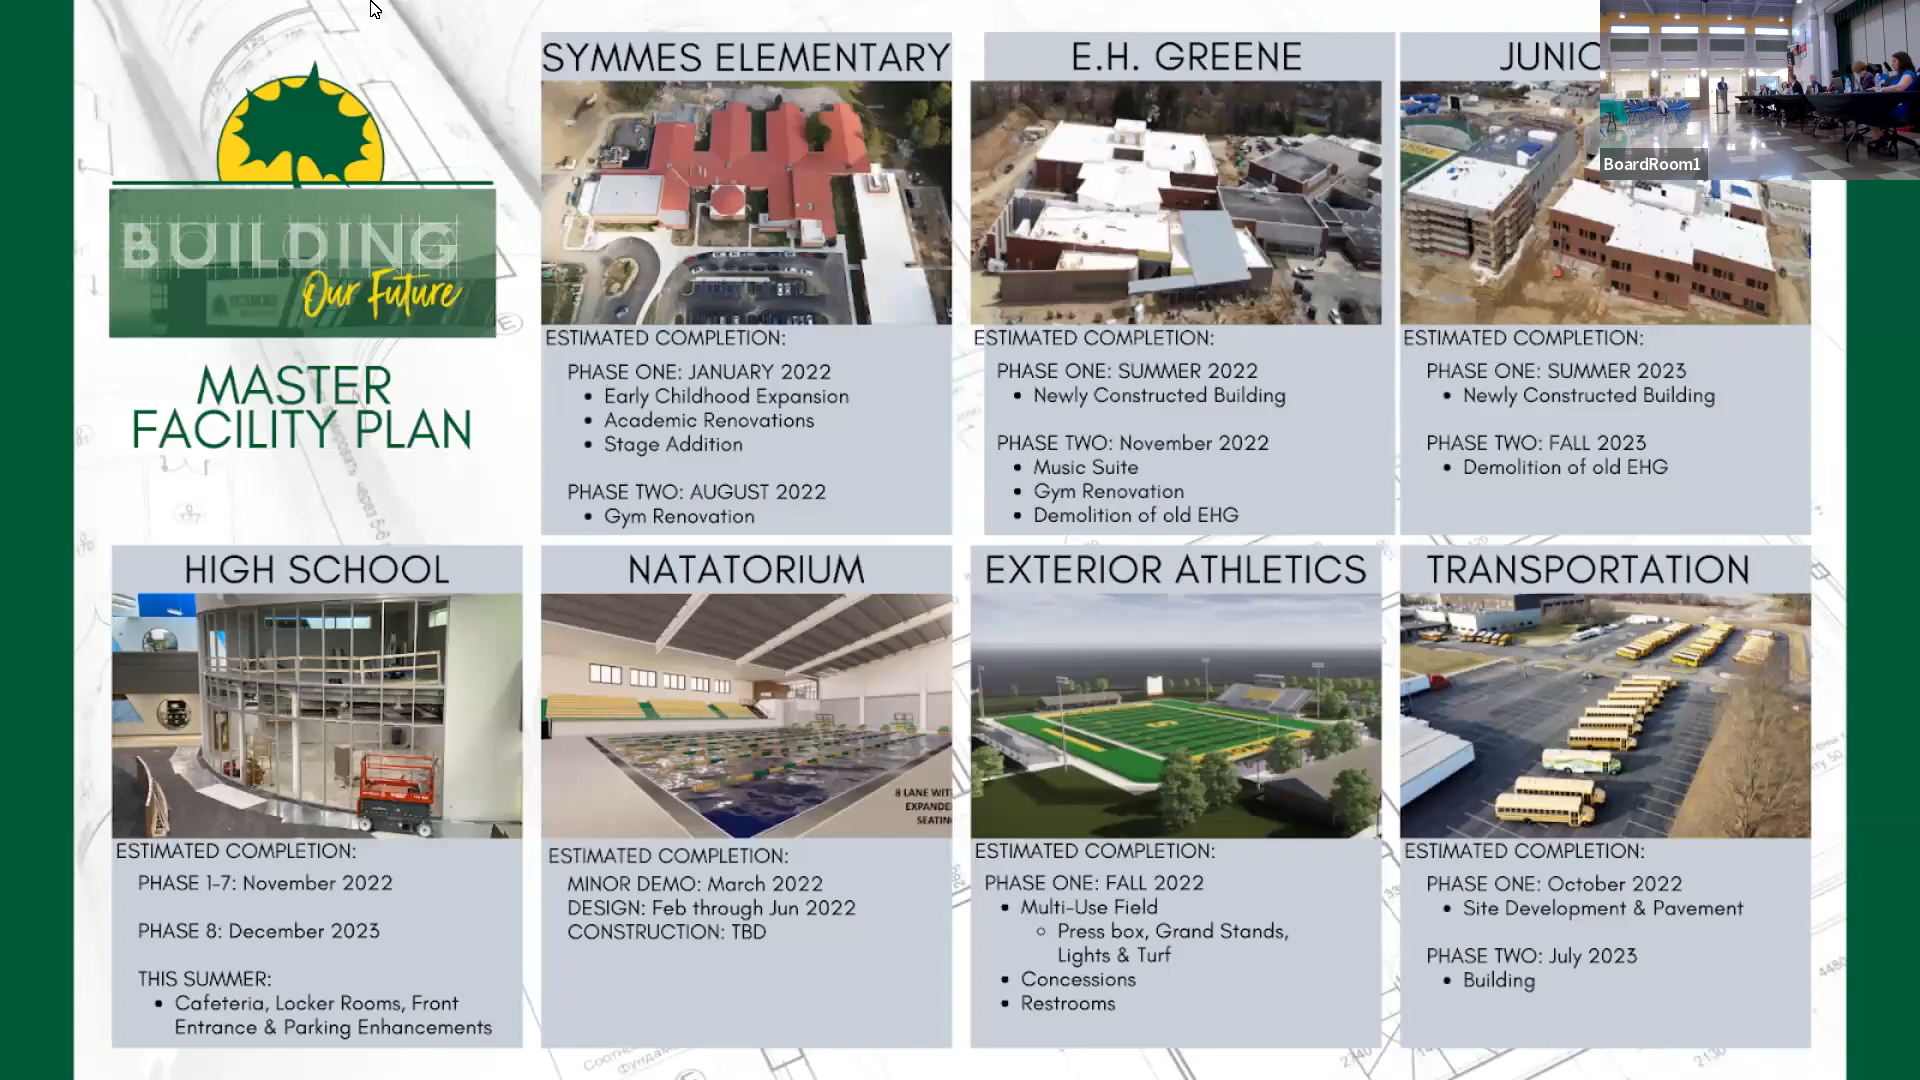 BUILDING
Our Future
MASTER
FACILITY PLAN
SYMMES ELEMENTARY
ESTIMATED COMPLETION:
PHASE ONE: JANUARY 2022
• Early Childhood Expansion
• Academic Renovations
• Stage Addition
PHASE TWO: AUGUST 2022
• Gym Renovation
E.H. GREENE
ESTIMATED COMPLETION:
PHASE ONE: SUMMER 2022
• Newly Constructed Building
PHASE TWO: November 2022
• Music Suite
• Gym Renovation
• Demolition of old EHG
JUNIO
BoardRoom1
ESTIMATED COMPLETION:
PHASE ONE: SUMMER 2023
• Newly Constructed Building
PHASE TWO: FALL 2023
• Demolition of old EHG
HIGH SCHOOL
ESTIMATED COMPLETION:
PHASE 1-7: November 2022
PHASE 8: December 2023
THIS SUMMER:
• Cafeteria, Locker Rooms, Front
Entrance & Parking Enhancements
NATATORIUM
8 LANE WIT
EXPANDE
SEATIN
ESTIMATED COMPLETION:
MINOR DEMO: March 2022
DESIGN: Feb through Jun 2022
CONSTRUCTION: TBD
EXTERIOR ATHLETICS
ESTIMATED COMPLETION:
PHASE ONE: FALL 2022
• Multi-Use Field
○ Press box, Grand Stands,
Lights & Turf
• Concessions
• Restrooms
TRANSPORTATION
ESTIMATED COMPLETION:
PHASE ONE: October 2022
• Site Development & Pavement
PHASE TWO: July 2023
• Building